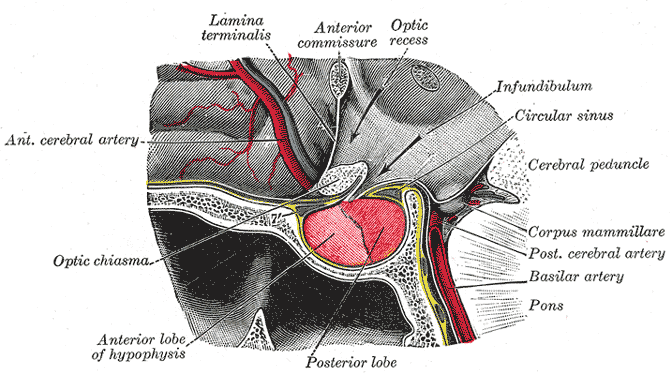 Lamina
terminalis
Anterior
commissure
Optic
recess
Infundibulum
Circular sinus
Ant. cerebral artery
Cerebral peduncle
Corpus mammillare
Post. cerebral artery
Optic chiasma
Basilar artery
Pons
Anterior lobe
of hypophysis
Posterior lobe